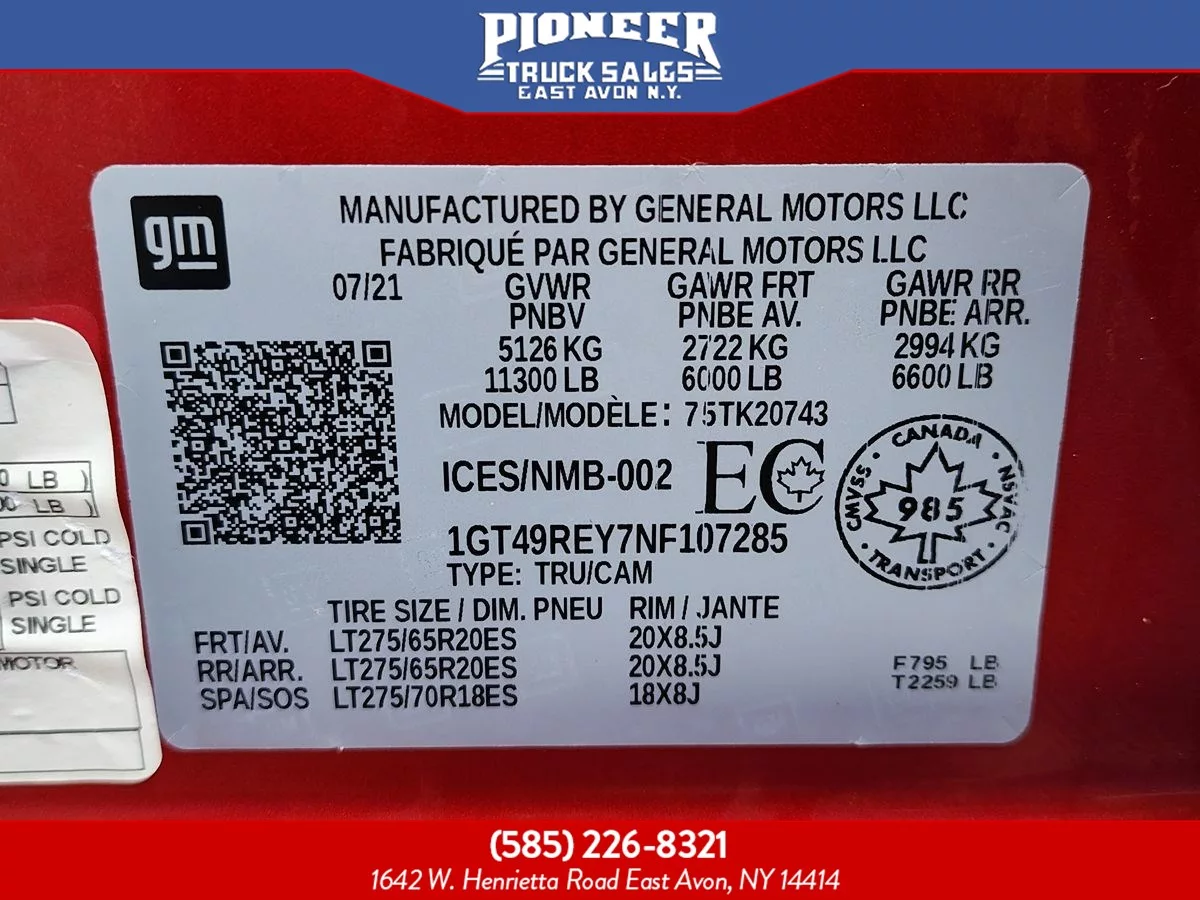 PIONEER
TRUCK SALES
EAST AVON N.Y.
gm
MANUFACTURED BY GENERAL MOTORS LLC
FABRIQUÉ PAR GENERAL MOTORS LLC
07/21 GVWR GAWR FRT GAWR RR
PNBV PNBE AV. PNBE ARR.
5126 KG 2722 KG 2994 KG
11300 LB 6000 LB 6600 LB
MODEL/MODÈLE: 75TK20743
ICES/NMB-002 EC
CANADA
CMVSS 985 NSVAC
TRANSPORT
1GT49REY7NF107285
TYPE: TRU/CAM
TIRE SIZE / DIM. PNEU RIM / JANTE
FRT/AV. LT275/65R20ES 20X8.5J
RR/ARR. LT275/65R20ES 20X8.5J
SPA/SOS LT275/70R18ES 18X8J
F795 LB
T2259 LB
LB
LB
PSI COLD
SINGLE
PSI COLD
SINGLE
MOTOR
(585) 226-8321
1642 W. Henrietta Road East Avon, NY 14414